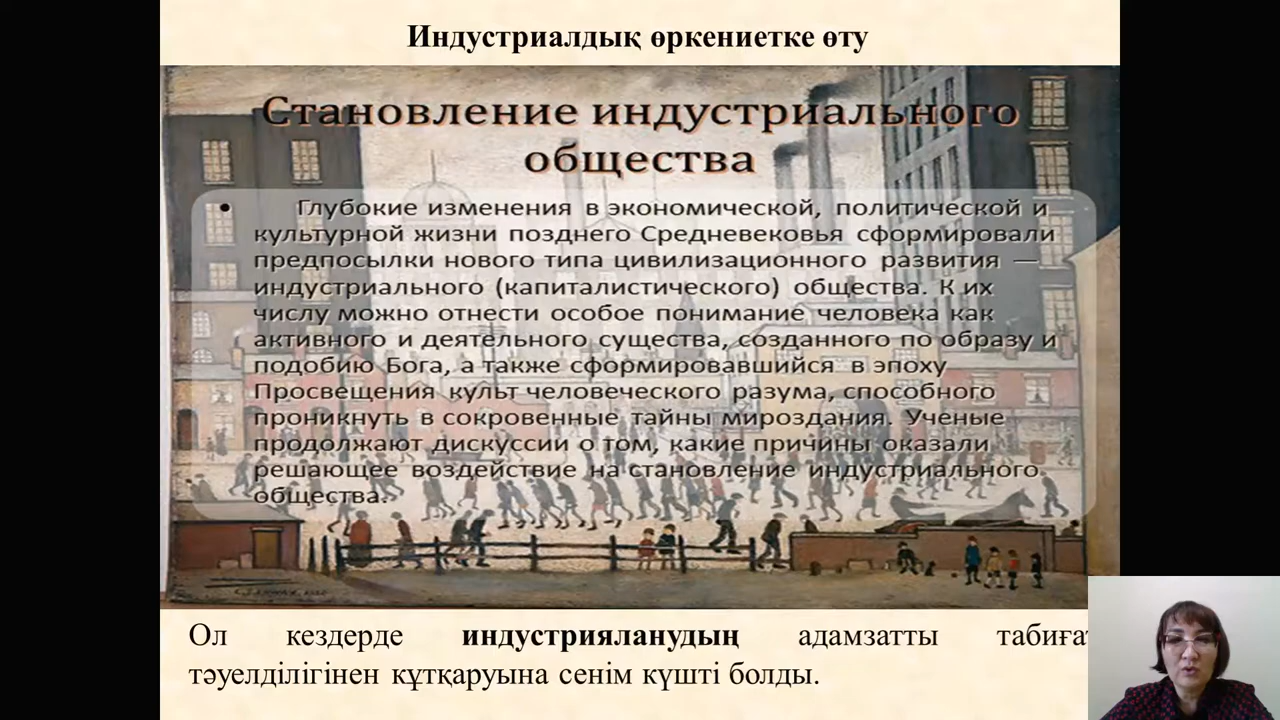 Индустриалдық өркениетке өту
Становление индустриального
общества
• Глубокие изменения в экономической, политической и
культурной жизни позднего Средневековья сформировали
предпосылки нового типа цивилизационного развития —
индустриального (капиталистического) общества. К их
числу можно отнести особое понимание человека как
активного и деятельного существа, созданного по образу и
подобию Бога, а также сформировавшийся в эпоху
Просвещения культ человеческого разума, способного
проникнуть в сокровенные тайны мироздания. Ученые
продолжают дискуссии о том, какие причины оказали
решающее воздействие на становление индустриального
общества.
Ол кездерде индустрияланудың адамзатты
тәуелділігінен құтқаруына сенім күшті болды.